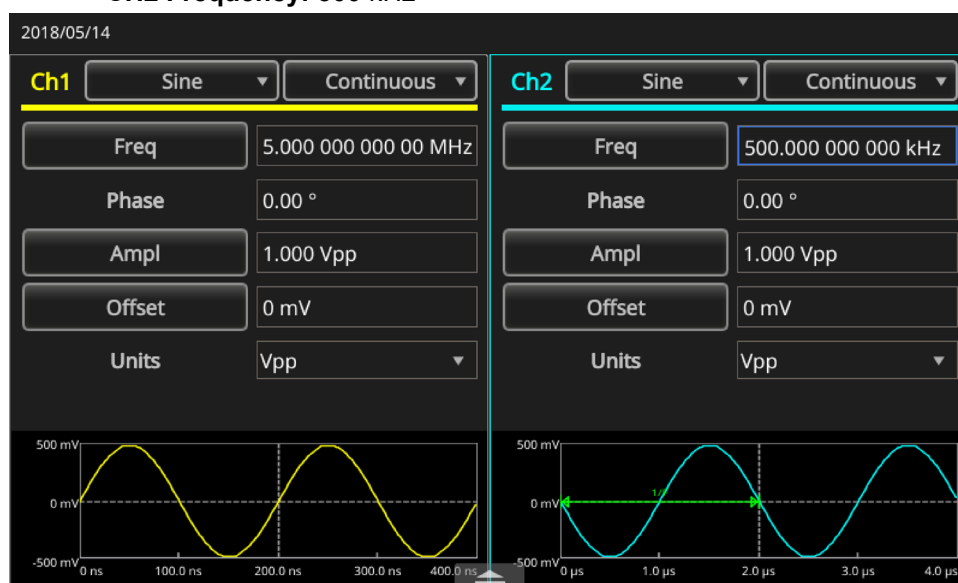 2018/05/14
Ch1 Sine Continuous
Freq 5.000 000 000 00 MHz
Phase 0.00 °
Ampl 1.000 Vpp
Offset 0 mV
Units Vpp
500 mV
0 mV
-500 mV
0 ns 100.0 ns 200.0 ns 300.0 ns 400.0 ns
Ch2 Sine Continuous
Freq 500.000 000 000 kHz
Phase 0.00 °
Ampl 1.000 Vpp
Offset 0 mV
Units Vpp
500 mV
0 mV
-500 mV
0 µs 1.0 µs 2.0 µs 3.0 µs 4.0 µs